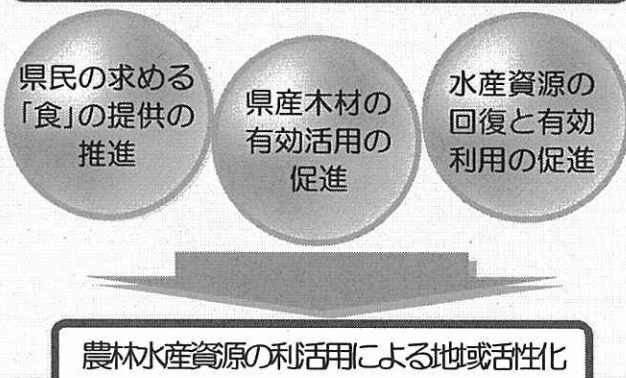 県民の求める
「食」の提供の
推進
県産木材の
有効活用の
促進
水産資源の
回復と有効
利用の促進
農林水産資源の利活用による地域活性化